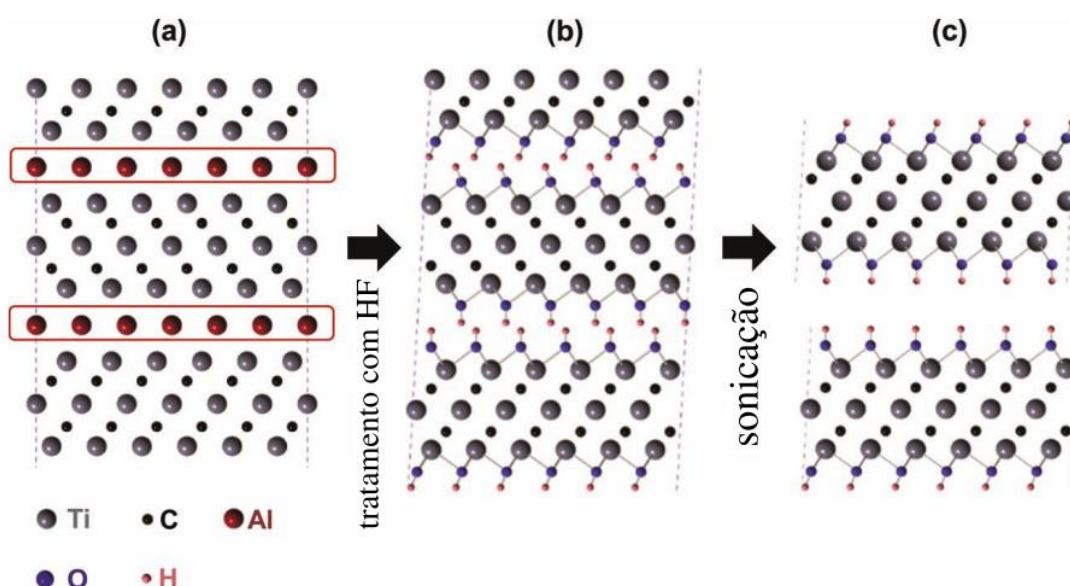 (a)
(b)
(c)
tratamento com HF
sonicação
Ti
C
Al
O
H